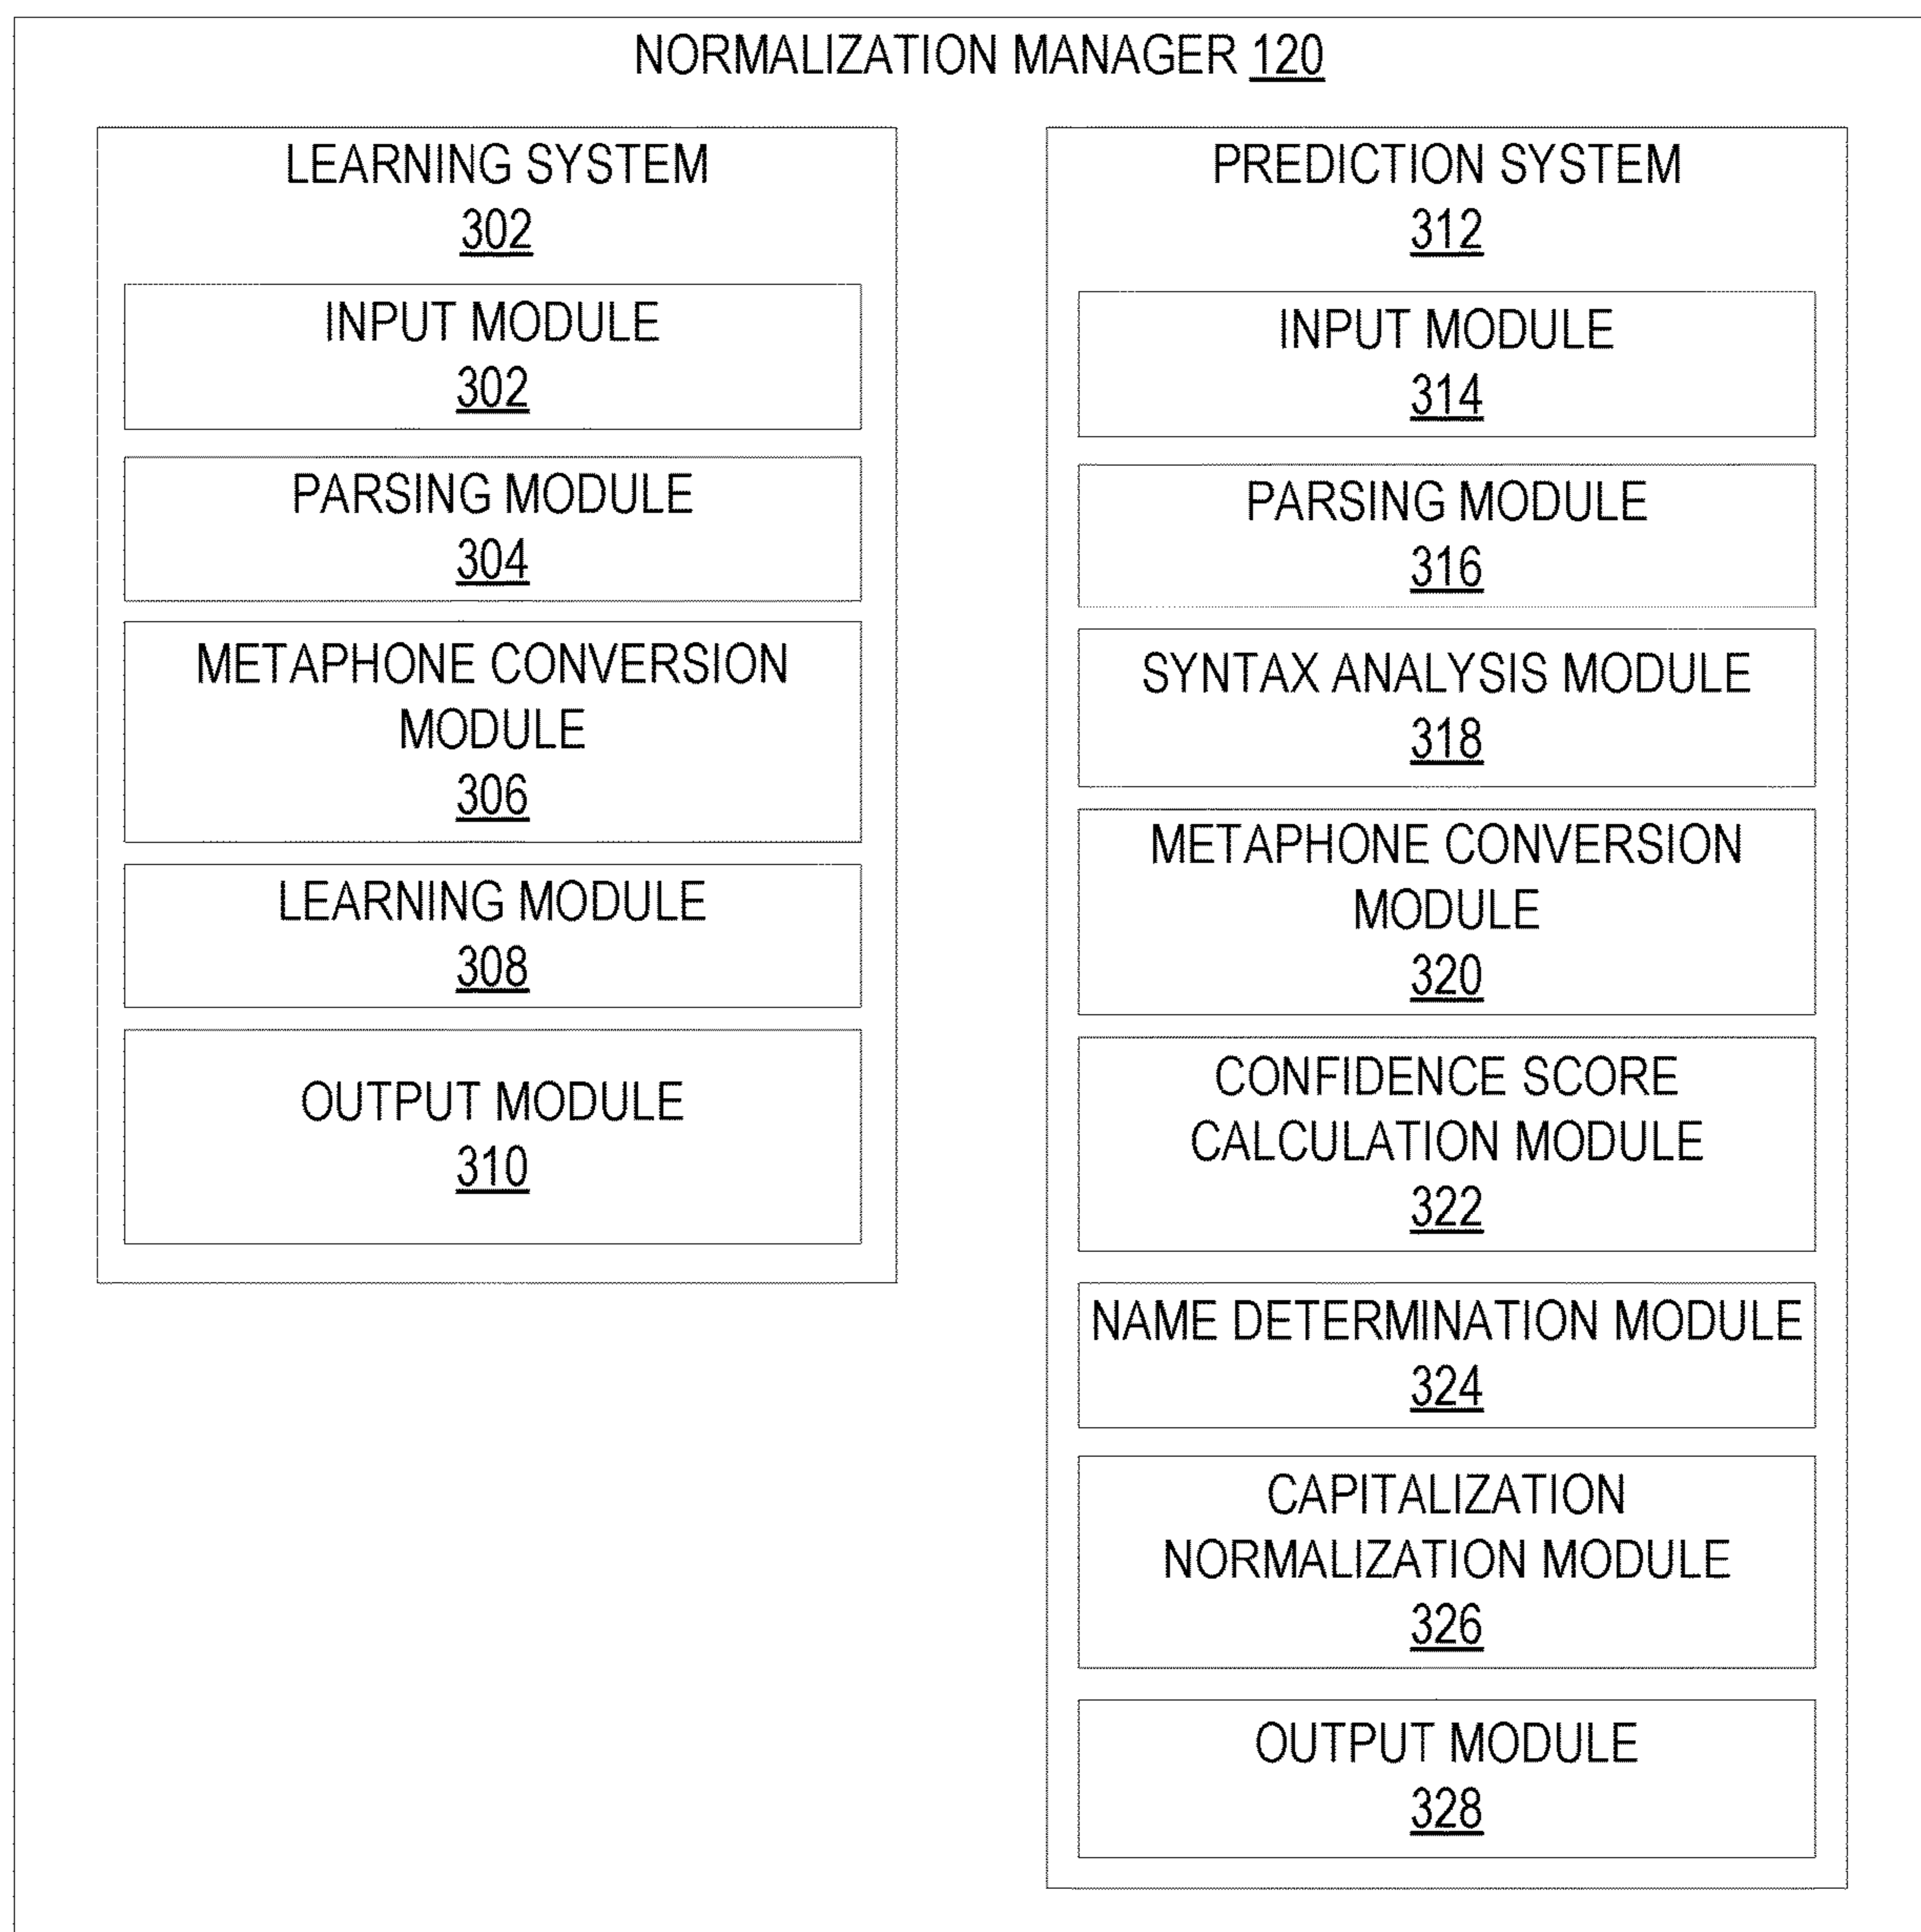 NORMALIZATION MANAGER 120
LEARNING SYSTEM
302
INPUT MODULE
302
PARSING MODULE
304
METAPHONE CONVERSION
MODULE
306
LEARNING MODULE
308
OUTPUT MODULE
310
PREDICTION SYSTEM
312
INPUT MODULE
314
PARSING MODULE
316
SYNTAX ANALYSIS MODULE
318
METAPHONE CONVERSION
MODULE
320
CONFIDENCE SCORE
CALCULATION MODULE
322
NAME DETERMINATION MODULE
324
CAPITALIZATION
NORMALIZATION MODULE
326
OUTPUT MODULE
328